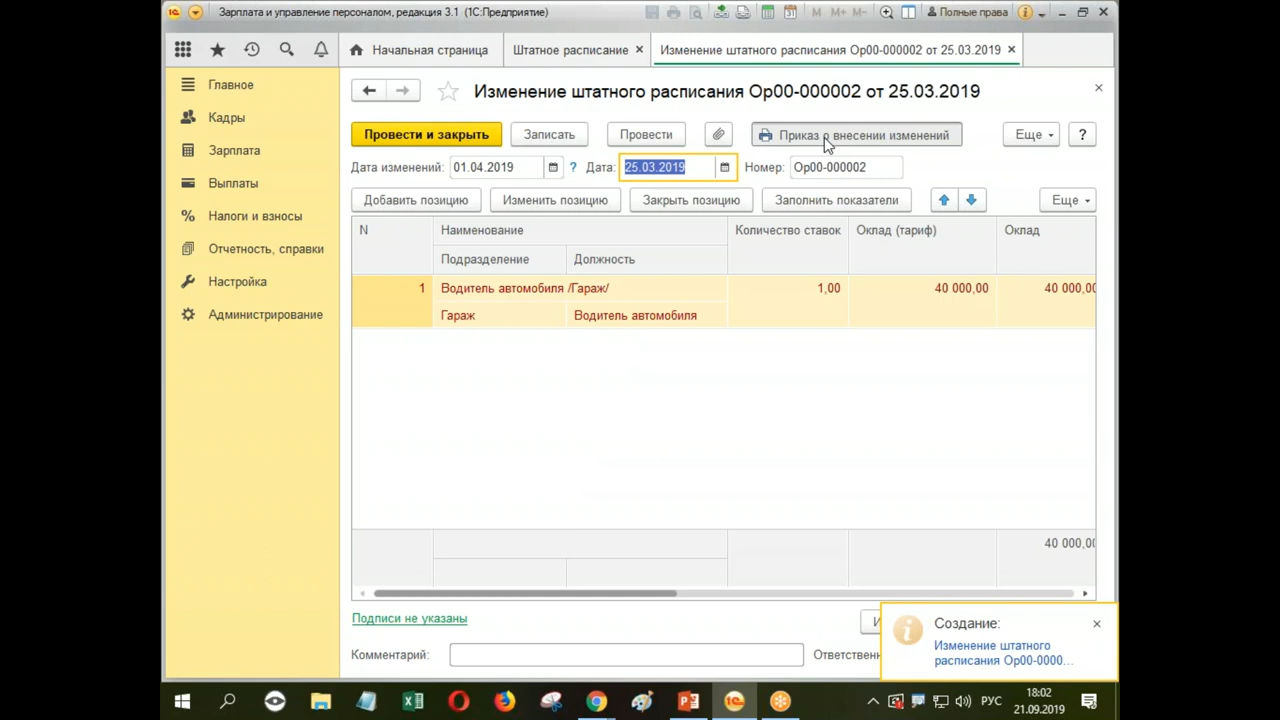 Зарплата и управление персоналом, редакция 3.1 (1С:Предприятие)
M M+ M-
Полные права
Начальная страница
Штатное расписание ×
Изменение штатного расписания Ор00-000002 от 25.03.2019 ×
Главное
Кадры
Зарплата
Выплаты
Налоги и взносы
Отчетность, справки
Настройка
Администрирование
Изменение штатного расписания Ор00-000002 от 25.03.2019
Провести и закрыть
Записать
Провести
Приказ о внесении изменений
Еще
?
Дата изменений: 01.04.2019 ? Дата: 25.03.2019 Номер: Ор00-000002
Добавить позицию
Изменить позицию
Закрыть позицию
Заполнить показатели
Еще
N Наименование Количество ставок Оклад (тариф) Оклад
Подразделение Должность
1 Водитель автомобиля /Гараж/ 1,00 40 000,00 40 000,00
Гараж Водитель автомобиля
40 000,00
Подписи не указаны
И
Комментарий:
Ответственн
Создание:
Изменение штатного
расписания Ор00-0000...
РУС
18:02
21.09.2019